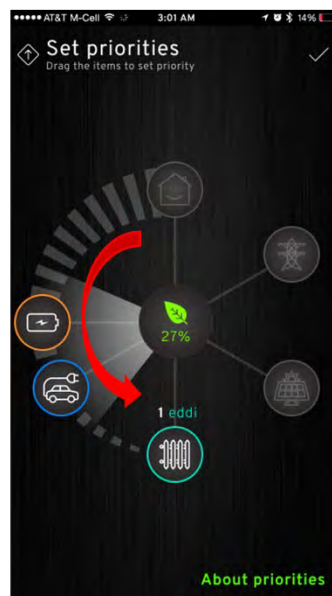 AT&T M-Cell 3:01 AM 14%
Set priorities
Drag the items to set priority
27%
1 eddi
About priorities